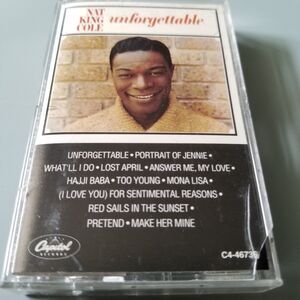 NAT
KING
COLE
unforgettable
UNFORGETTABLE • PORTRAIT OF JENNIE •
WHAT'LL I DO • LOST APRIL • ANSWER ME, MY LOVE •
HAJJI BABA • TOO YOUNG • MONA LISA •
(I LOVE YOU) FOR SENTIMENTAL REASONS •
RED SAILS IN THE SUNSET •
PRETEND • MAKE HER MINE
Capitol
RECORDS